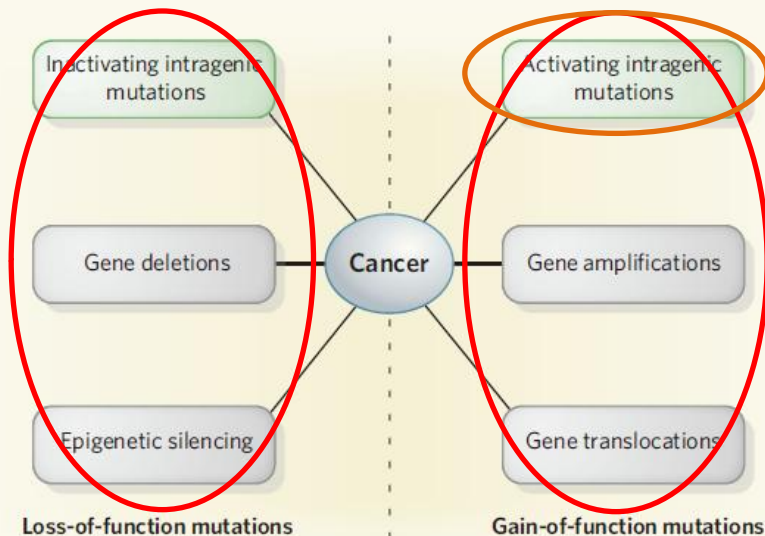 Inactivating intragenic
mutations
Activating intragenic
mutations
Gene deletions
Cancer
Gene amplifications
Epigenetic silencing
Gene translocations
Loss-of-function mutations
Gain-of-function mutations